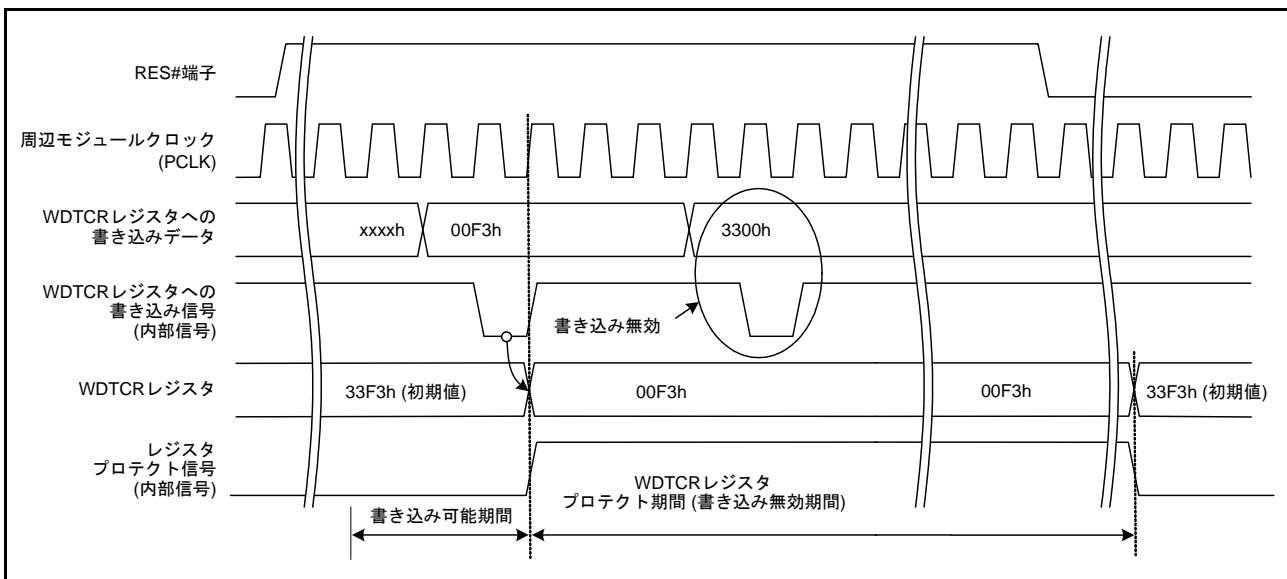 RES#端子
周辺モジュールクロック
(PCLK)
WDTCRレジスタへの
書き込みデータ
xxxxh
00F3h
3300h
WDTCRレジスタへの
書き込み信号
(内部信号)
書き込み無効
WDTCRレジスタ
33F3h (初期値)
00F3h
00F3h
33F3h (初期値)
レジスタ
プロテクト信号
(内部信号)
WDTCRレジスタ
プロテクト期間 (書き込み無効期間)
書き込み可能期間